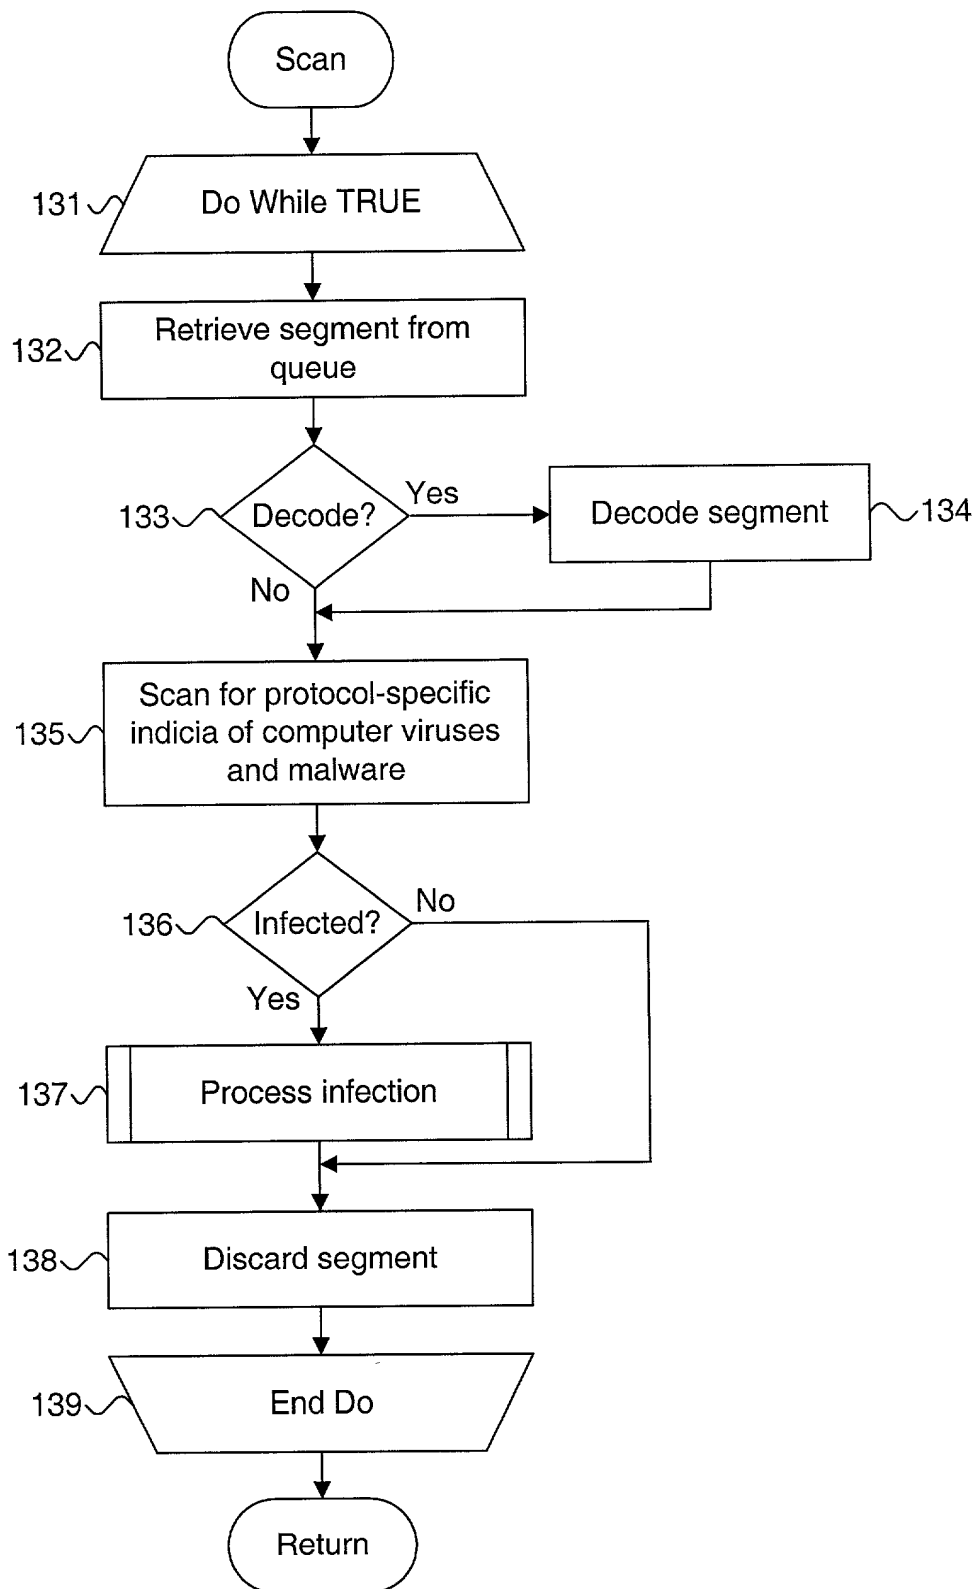 Scan
131
Do While TRUE
132
Retrieve segment from
queue
133
Decode?
Yes
Decode segment
134
No
135
Scan for protocol-specific
indicia of computer viruses
and malware
136
Infected?
No
Yes
137
Process infection
138
Discard segment
139
End Do
Return